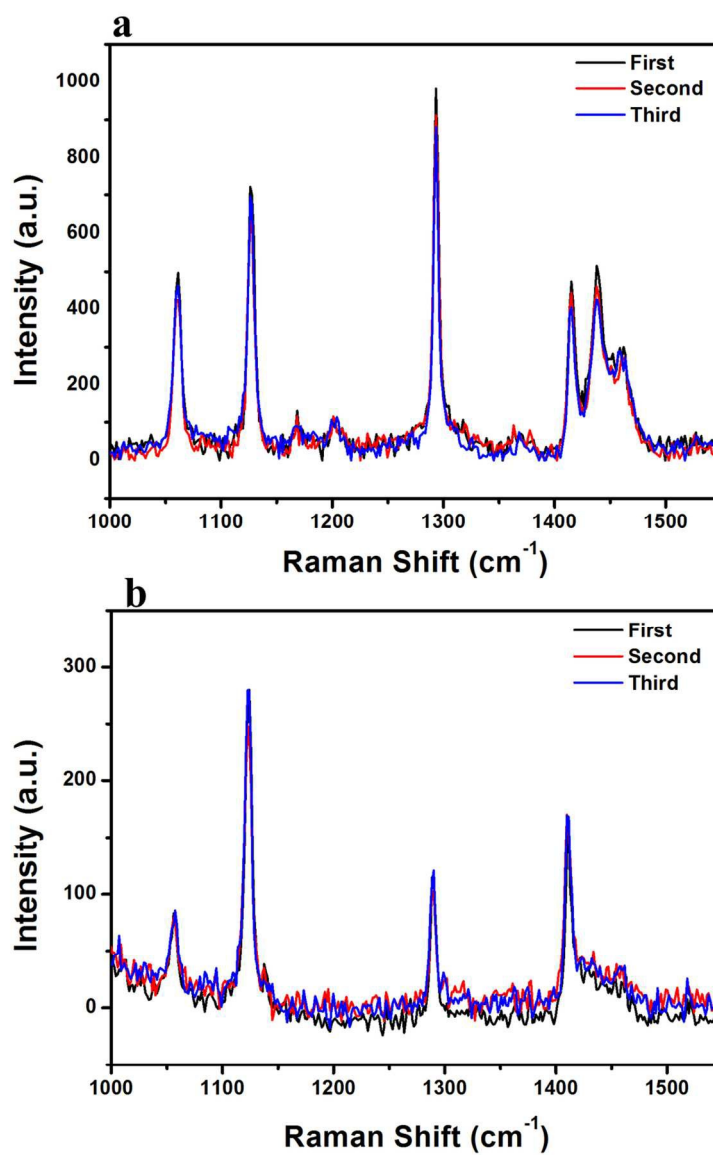 a
First
Second
Third
1000
800
600
400
200
0
Intensity (a.u.)
1000 1100 1200 1300 1400 1500
Raman Shift (cm⁻¹)
b
First
Second
Third
300
200
100
0
Intensity (a.u.)
1000 1100 1200 1300 1400 1500
Raman Shift (cm⁻¹)